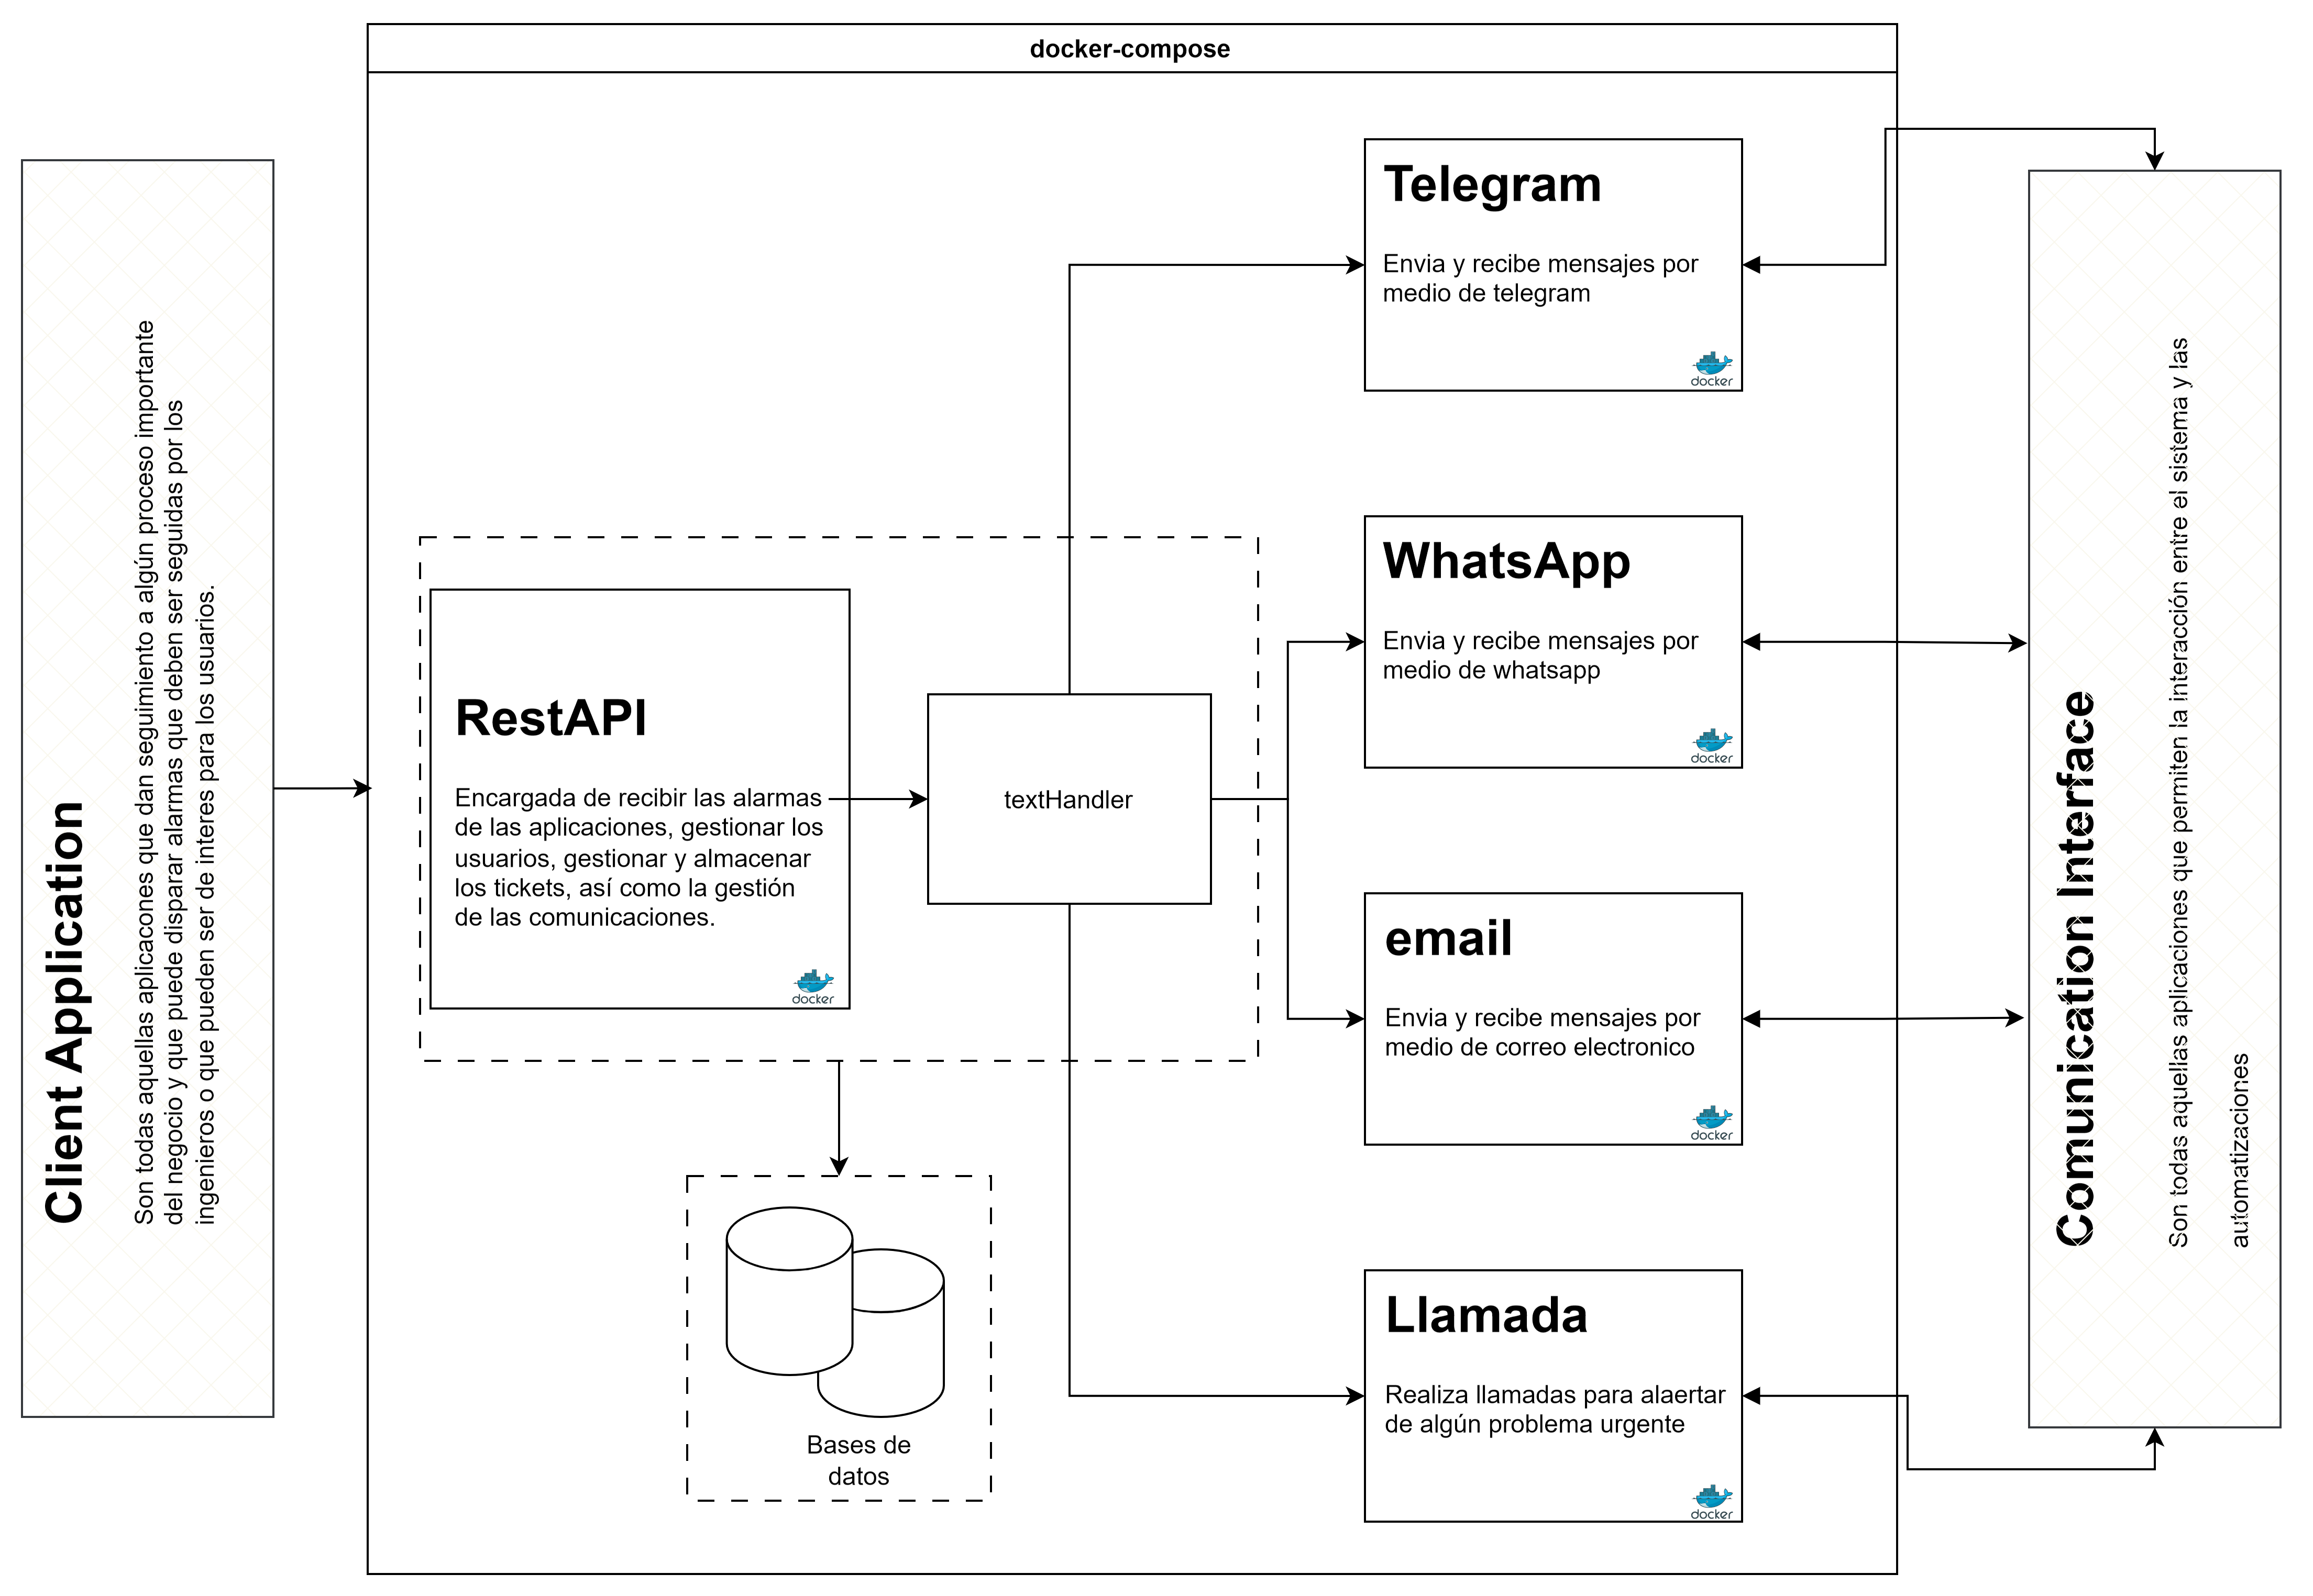 docker-compose
Client Application
Son todas aquellas aplicacones que dan seguimiento a algún proceso importante
del negocio y que puede disparar alarmas que deben ser seguidas por los
ingenieros o que pueden ser de interes para los usuarios.
RestAPI
Encargada de recibir las alarmas
de las aplicaciones, gestionar los
usuarios, gestionar y almacenar
los tickets, así como la gestión
de las comunicaciones.
docker
textHandler
Bases de
datos
Telegram
Envia y recibe mensajes por
medio de telegram
docker
WhatsApp
Envia y recibe mensajes por
medio de whatsapp
docker
email
Envia y recibe mensajes por
medio de correo electronico
docker
Llamada
Realiza llamadas para alaertar
de algún problema urgente
docker
Comunication Interface
Son todas aquellas aplicaciones que permiten la interacción entre el sistema y las
automatizaciones